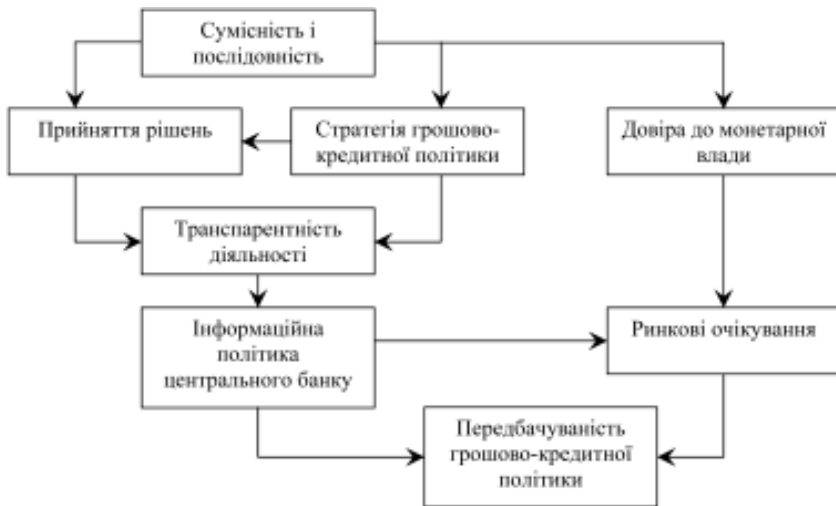 Сумісність і
послідовність
Прийняття рішень
Стратегія грошово-
кредитної політики
Довіра до монетарної
влади
Транспарентність
діяльності
Інформаційна
політика
центрального банку
Ринкові очікування
Передбачуваність
грошово-кредитної
політики